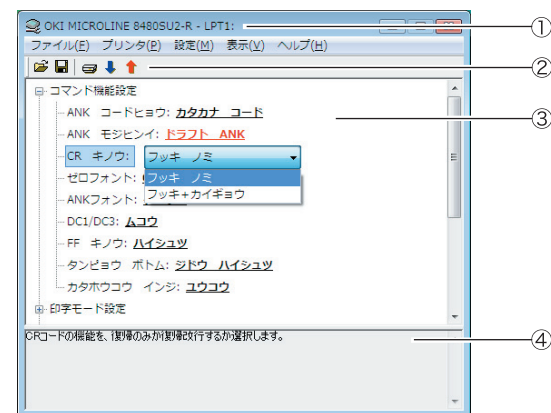 OKI MICROLINE 8480SU2-R - LPT1:
①
ファイル(F) プリンタ(P) 設定(M) 表示(V) ヘルプ(H)
②
コマンド機能設定
ANK コードヒョウ: カタカナ コード
③
ANK モジヒンイ: ドラフト ANK
CR キノウ: フッキ ノミ
ゼロフォント:
フッキ ノミ
ANKフォント:
フッキ+カイギョウ
DC1/DC3: ムコウ
FF キノウ: ハイシュツ
タンピョウ ボトム: ジドウ ハイシュツ
カタホウコウ インジ: ユウコウ
印字モード設定
CRコードの機能を、復帰のみか復帰改行するか選択します。
④